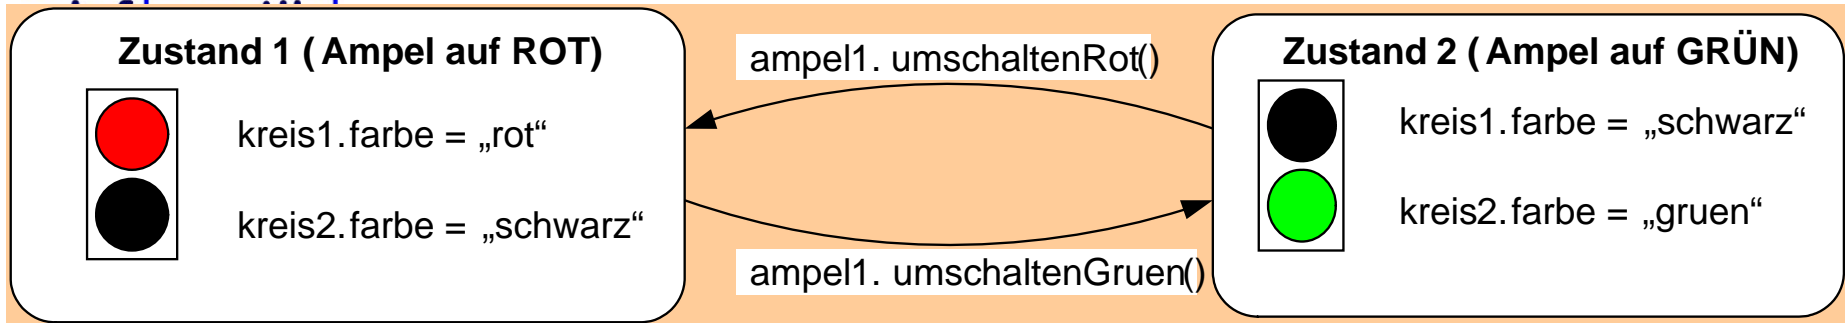 Zustand 1 ( Ampel auf ROT)
kreis1.farbe = „rot“
kreis2.farbe = „schwarz“
ampel1. umschaltenRot()
ampel1. umschaltenGruen()
Zustand 2 ( Ampel auf GRÜN)
kreis1.farbe = „schwarz“
kreis2.farbe = „gruen“